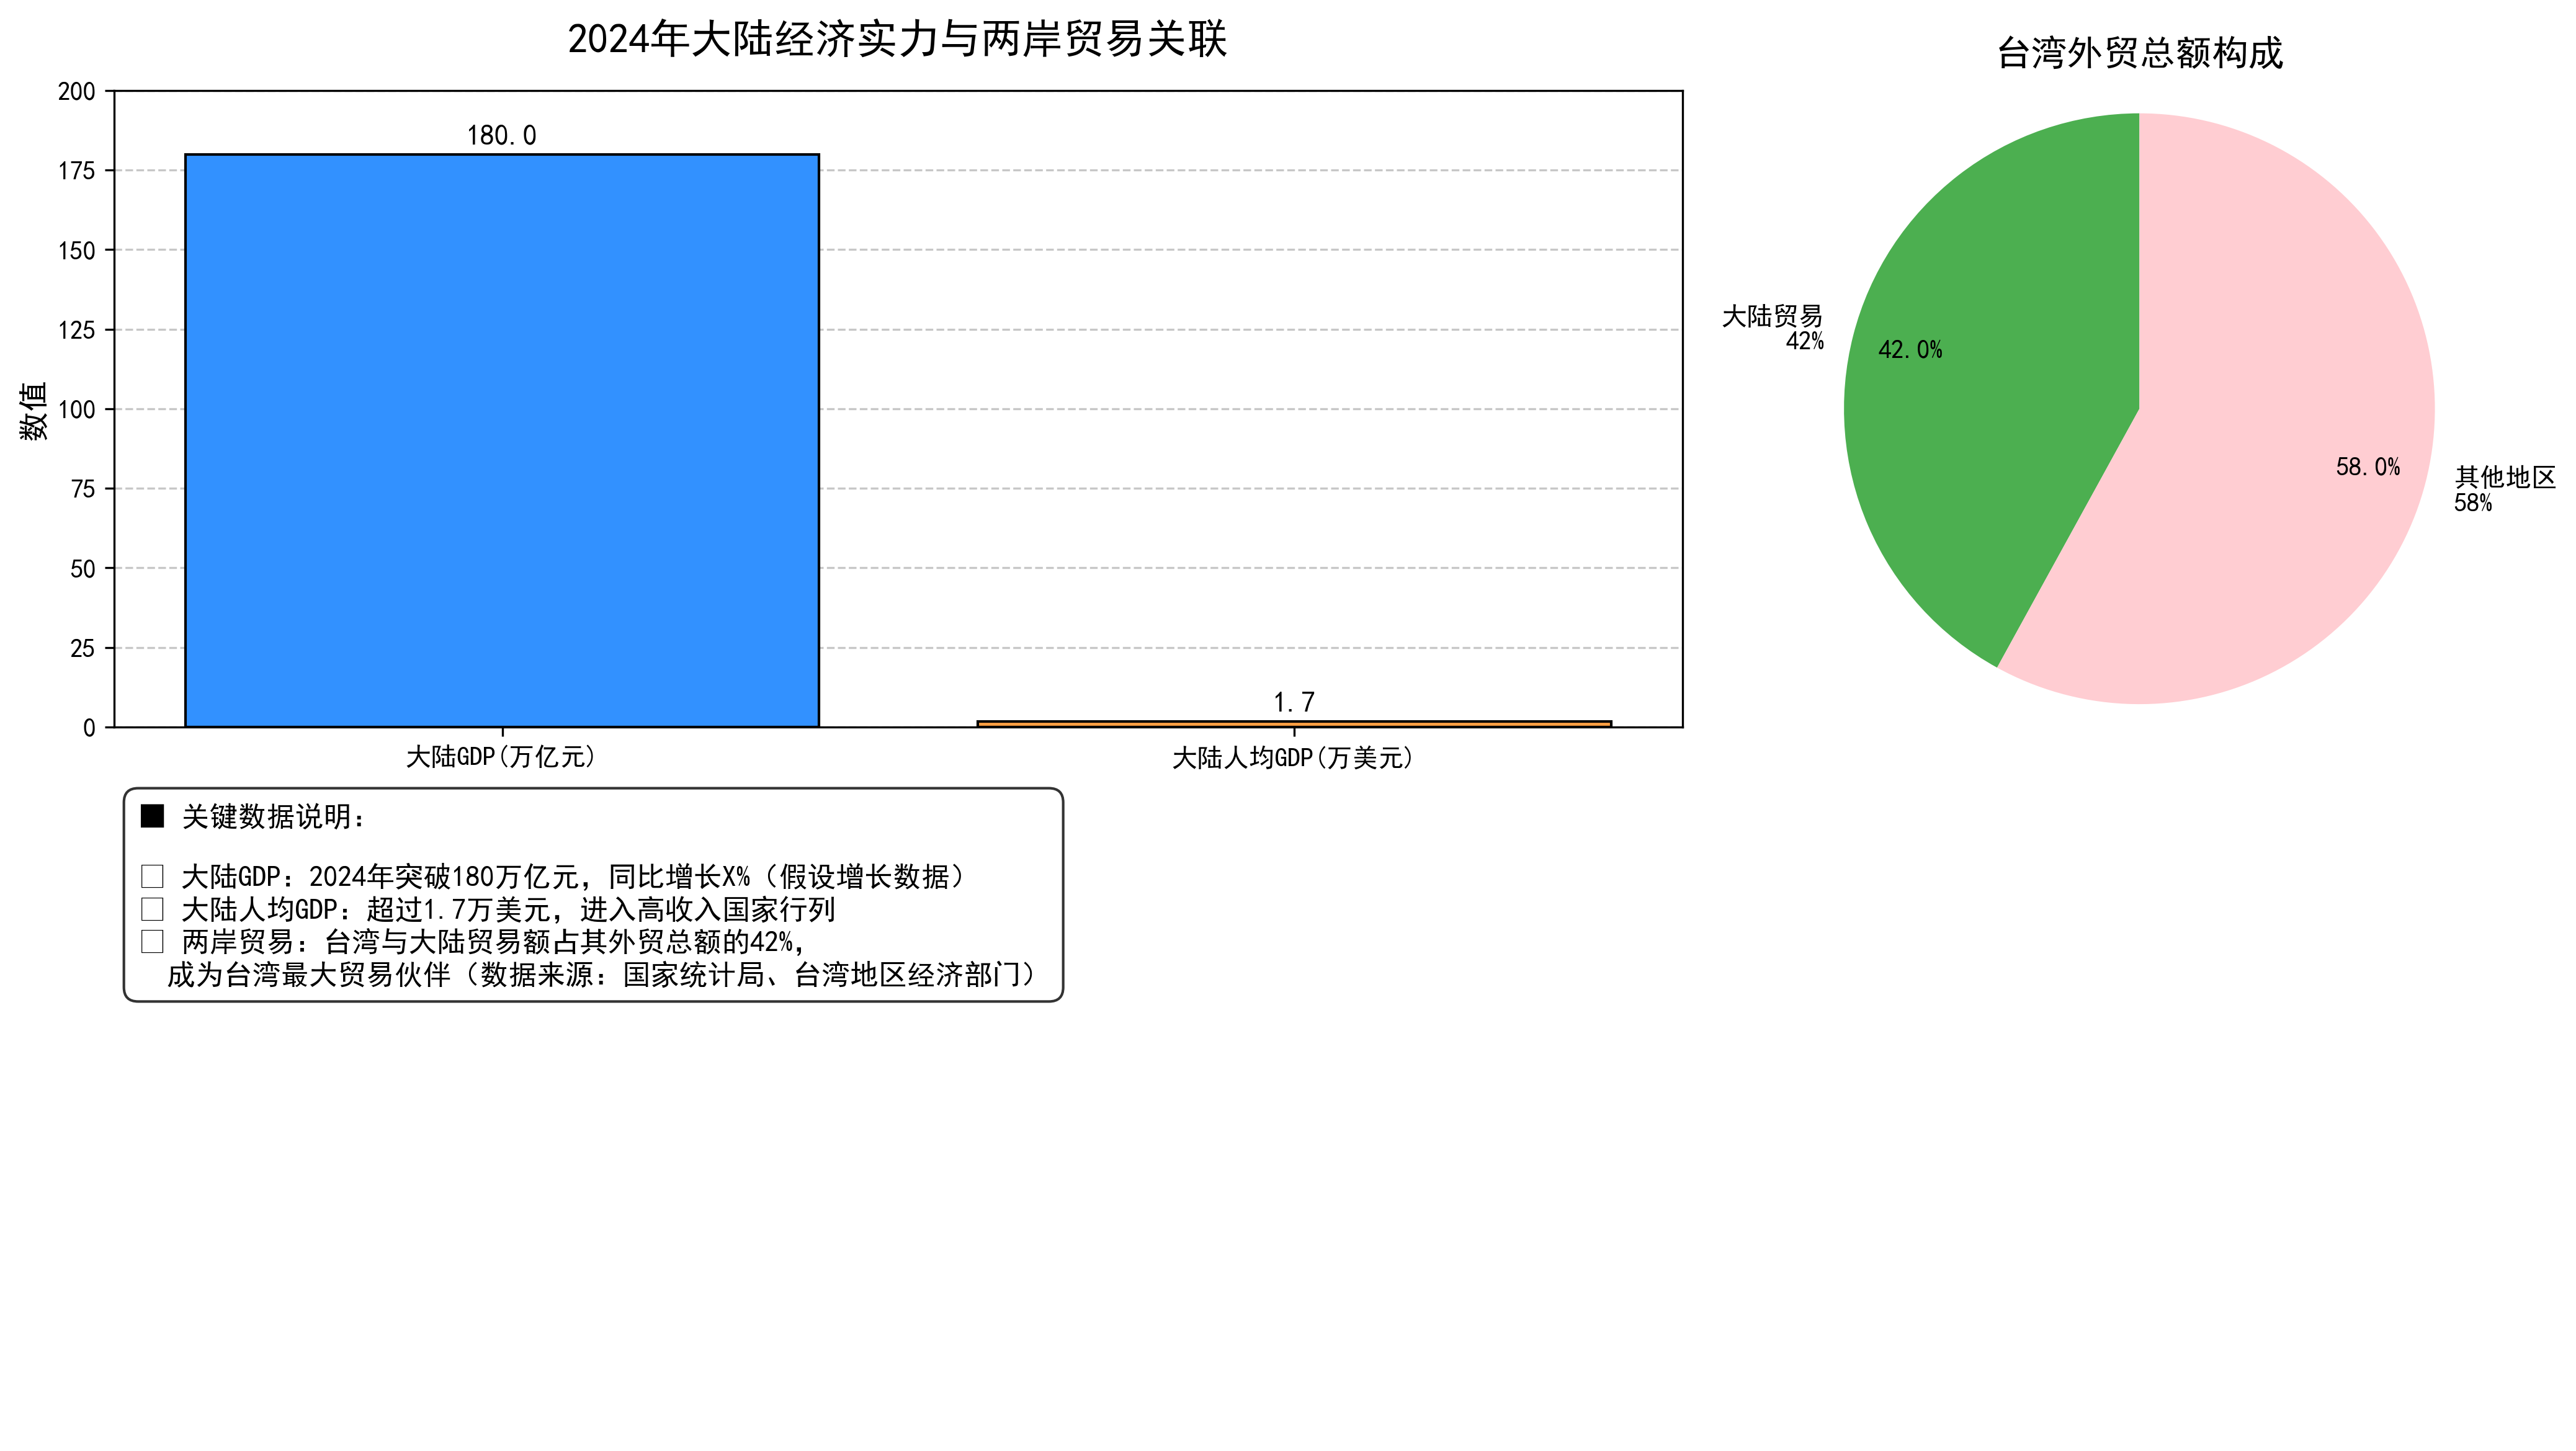 2024年大陆经济实力与两岸贸易关联
数值
200
175
150
125
100
75
50
25
0
180.0
1.7
大陆GDP(万亿元)
大陆人均GDP(万美元)
台湾外贸总额构成
大陆贸易
42%
42.0%
58.0%
其他地区
58%
■ 关键数据说明：
□ 大陆GDP：2024年突破180万亿元，同比增长X%（假设增长数据）
□ 大陆人均GDP：超过1.7万美元，进入高收入国家行列
□ 两岸贸易：台湾与大陆贸易额占其外贸总额的42%，
成为台湾最大贸易伙伴（数据来源：国家统计局、台湾地区经济部门）